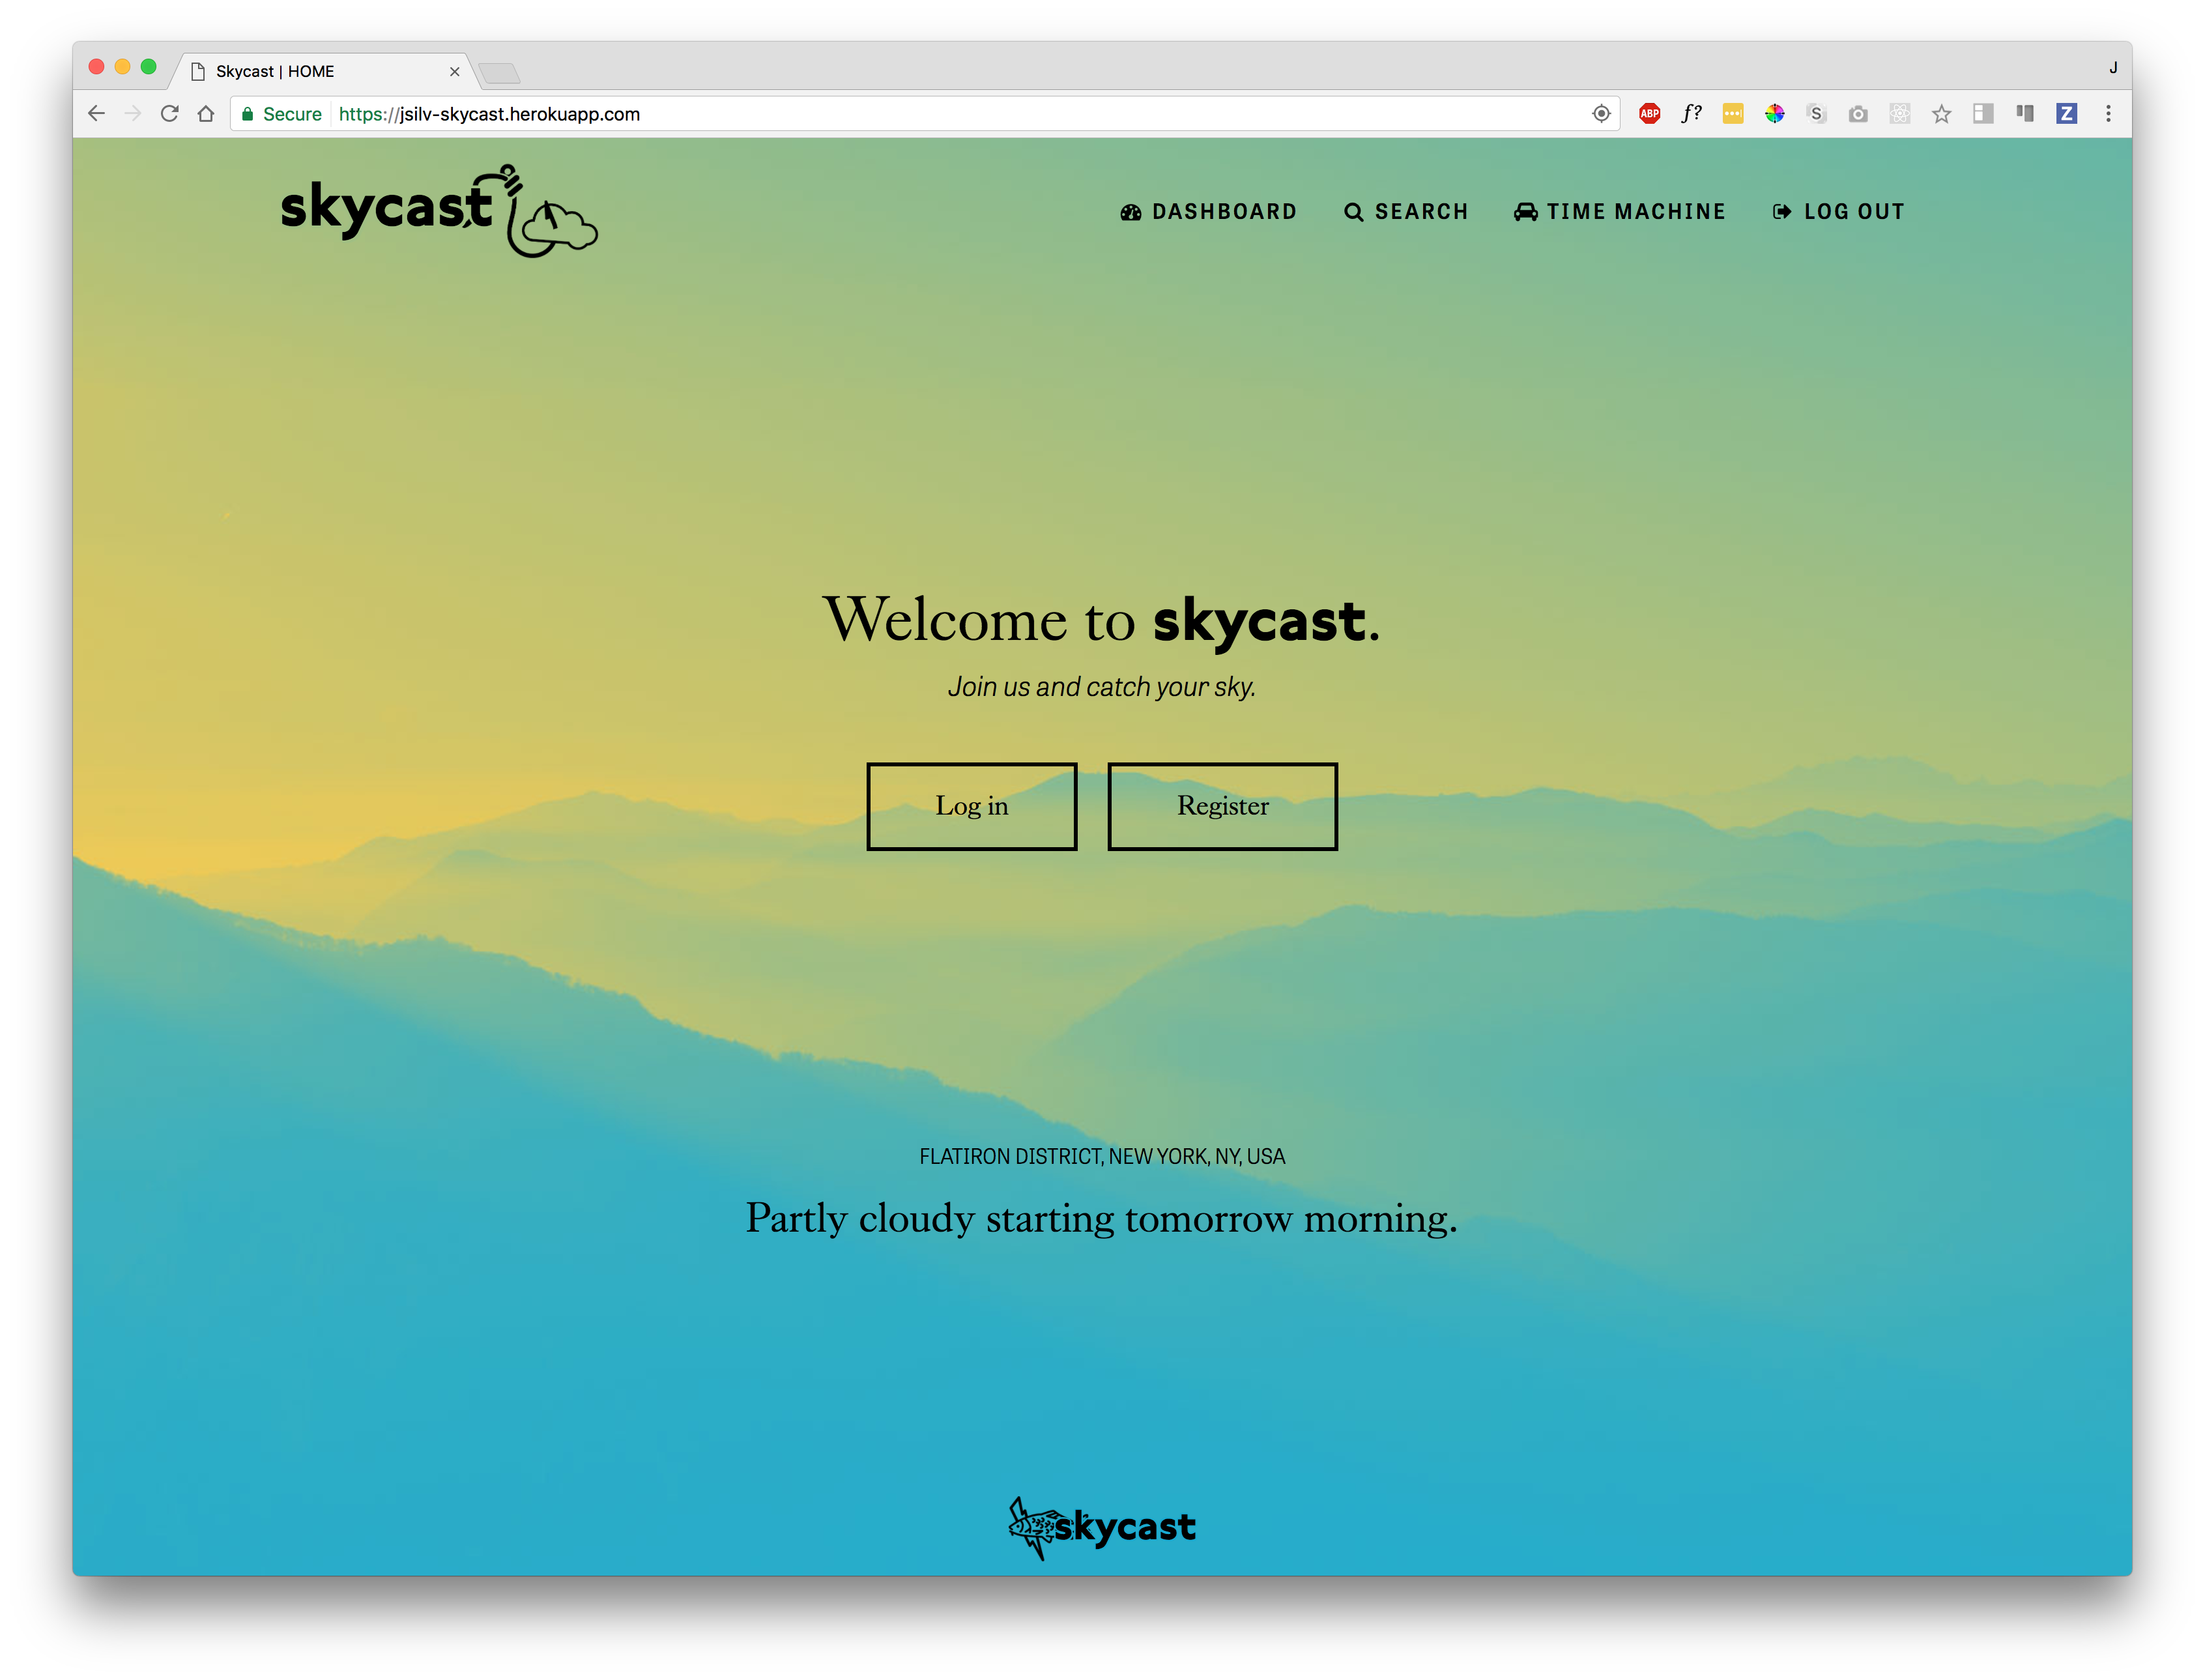 Skycast | HOME
J
Secure https://jsilv-skycast.herokuapp.com
ABP f? S Z
skycast
DASHBOARD SEARCH TIME MACHINE LOG OUT
Welcome to skycast.
Join us and catch your sky.
Log in Register
FLATIRON DISTRICT, NEW YORK, NY, USA
Partly cloudy starting tomorrow morning.
skycast